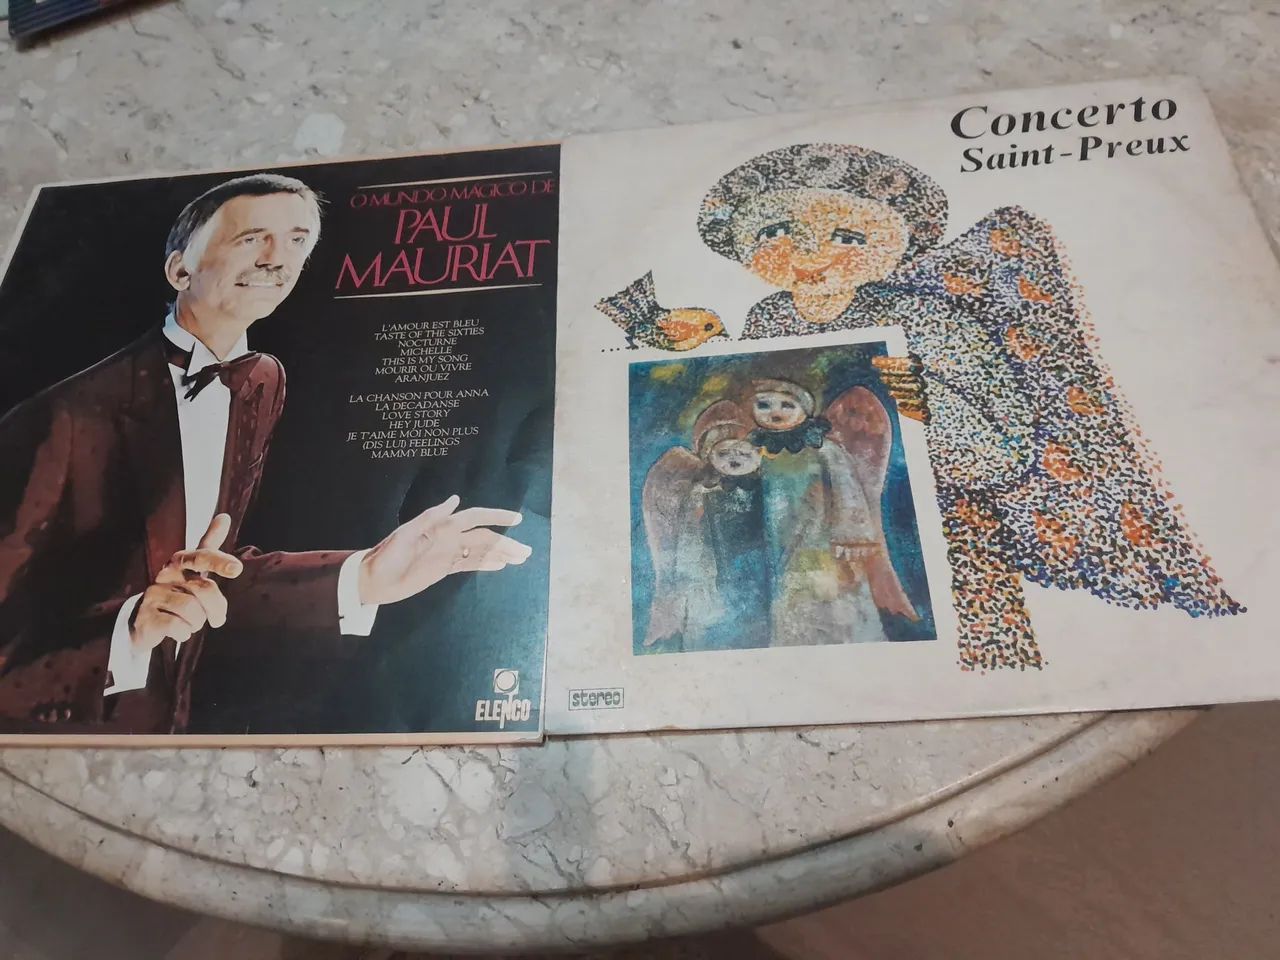 O MUNDO MÁGICO DE
PAUL
MAURIAT
L'AMOUR EST BLEU
TASTE OF THE SIXTIES
NOCTURNE
MICHELLE
THIS IS MY SONG
MOURIR OU VIVRE
ARANJUEZ
LA CHANSON POUR ANNA
LA DECADANSE
LOVE STORY
HEY JUDE
JE T'AIME MOI NON PLUS
(DIS LUI) FEELINGS
MAMMY BLUE
ELENCO
Concerto
Saint-Preux
stereo